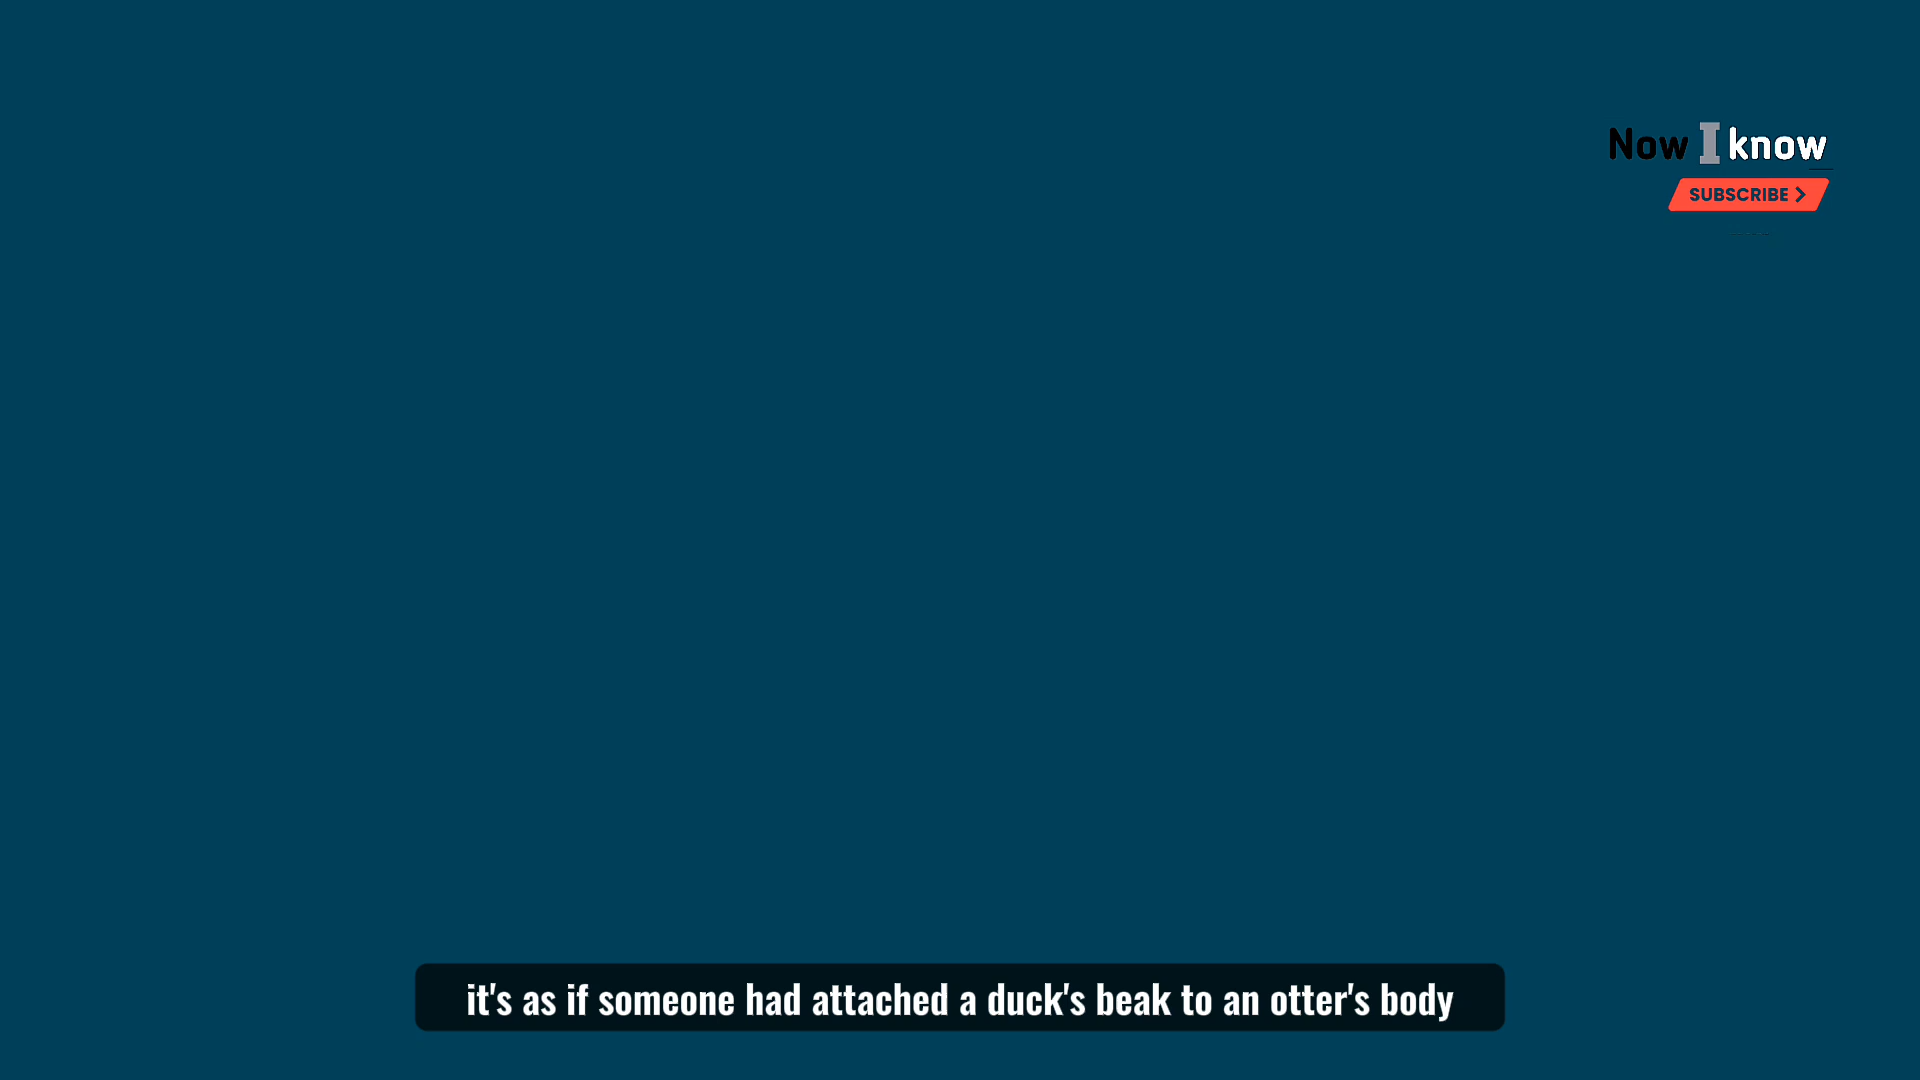 Now I know
SUBSCRIBE
it's as if someone had attached a duck's beak to an otter's body